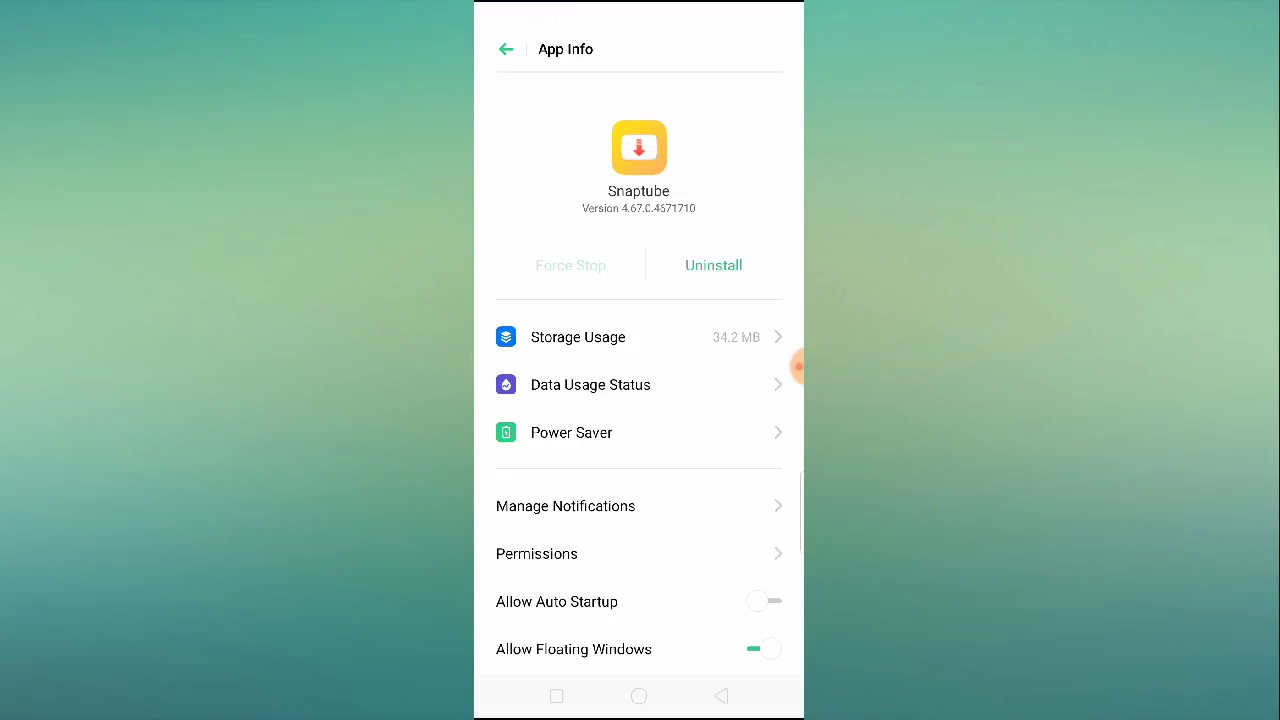 App Info
Snaptube
Version 4.67.0.4671710
Force Stop
Uninstall
Storage Usage 34.2 MB
Data Usage Status
Power Saver
Manage Notifications
Permissions
Allow Auto Startup
Allow Floating Windows